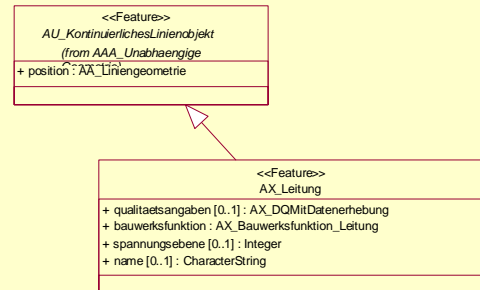 <<Feature>>
AU_KontinuierlichesLinienobjekt
(from AAA_Unabhaengige
Geometrie)
+ position : AA_Liniengeometrie
<<Feature>>
AX_Leitung
+ qualitaetsangaben [0..1] : AX_DQMitDatenerhebung
+ bauwerksfunktion : AX_Bauwerksfunktion_Leitung
+ spannungsebene [0..1] : Integer
+ name [0..1] : CharacterString